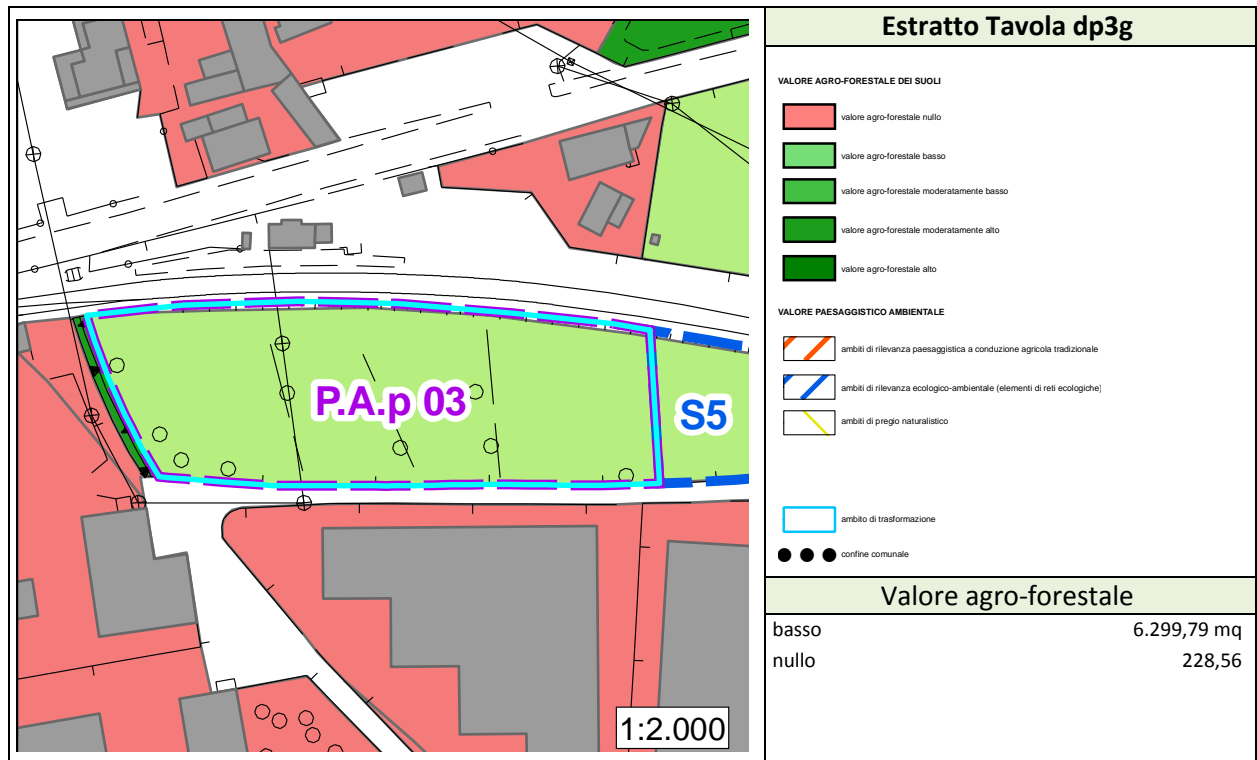 P.A.p 03
S5
1:2.000
Estratto Tavola dp3g
VALORE AGRO-FORESTALE DEI SUOLI
valore agro-forestale nullo
valore agro-forestale basso
valore agro-forestale moderatamente basso
valore agro-forestale moderatamente alto
valore agro-forestale alto
VALORE PAESAGGISTICO AMBIENTALE
ambiti di rilevanza paesaggistica a conduzione agricola tradizionale
ambiti di rilevanza ecologico-ambientale (elementi di reti ecologiche)
ambiti di pregio naturalistico
ambito di trasformazione
confine comunale
Valore agro-forestale
basso 6.299,79 mq
nullo 228,56